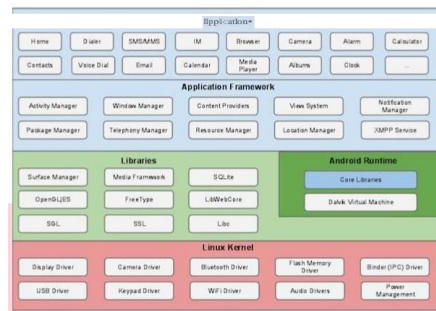 Application
Home Dialer SMS/MMS IM Browser Camera Alarm Calculator
Contacts Voice Dial Email Calendar Media Player Albums Clock ...
Application Framework
Activity Manager Window Manager Content Providers View System Notification Manager
Package Manager Telephony Manager Resource Manager Location Manager XMPP Service
Libraries
Surface Manager Media Framework SQLite
OpenGL|ES FreeType LibWebCore
SGL SSL Libc
Android Runtime
Core Libraries
Dalvik Virtual Machine
Linux Kernel
Display Driver Camera Driver Bluetooth Driver Flash Memory Driver Binder (IPC) Driver
USB Driver Keypad Driver WiFi Driver Audio Drivers Power Management